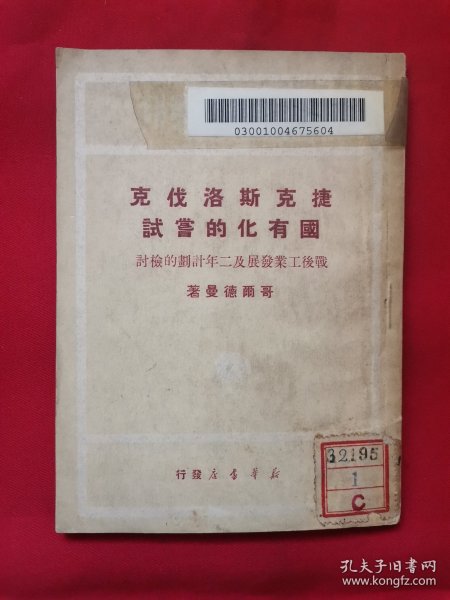 03001004675604
捷克斯洛伐克
國有化的嘗試
戰後工業發展及二年計劃的檢討
哥爾德曼著
新華書店發行
32195
1
C
孔夫子旧书网
www.kongfz.com